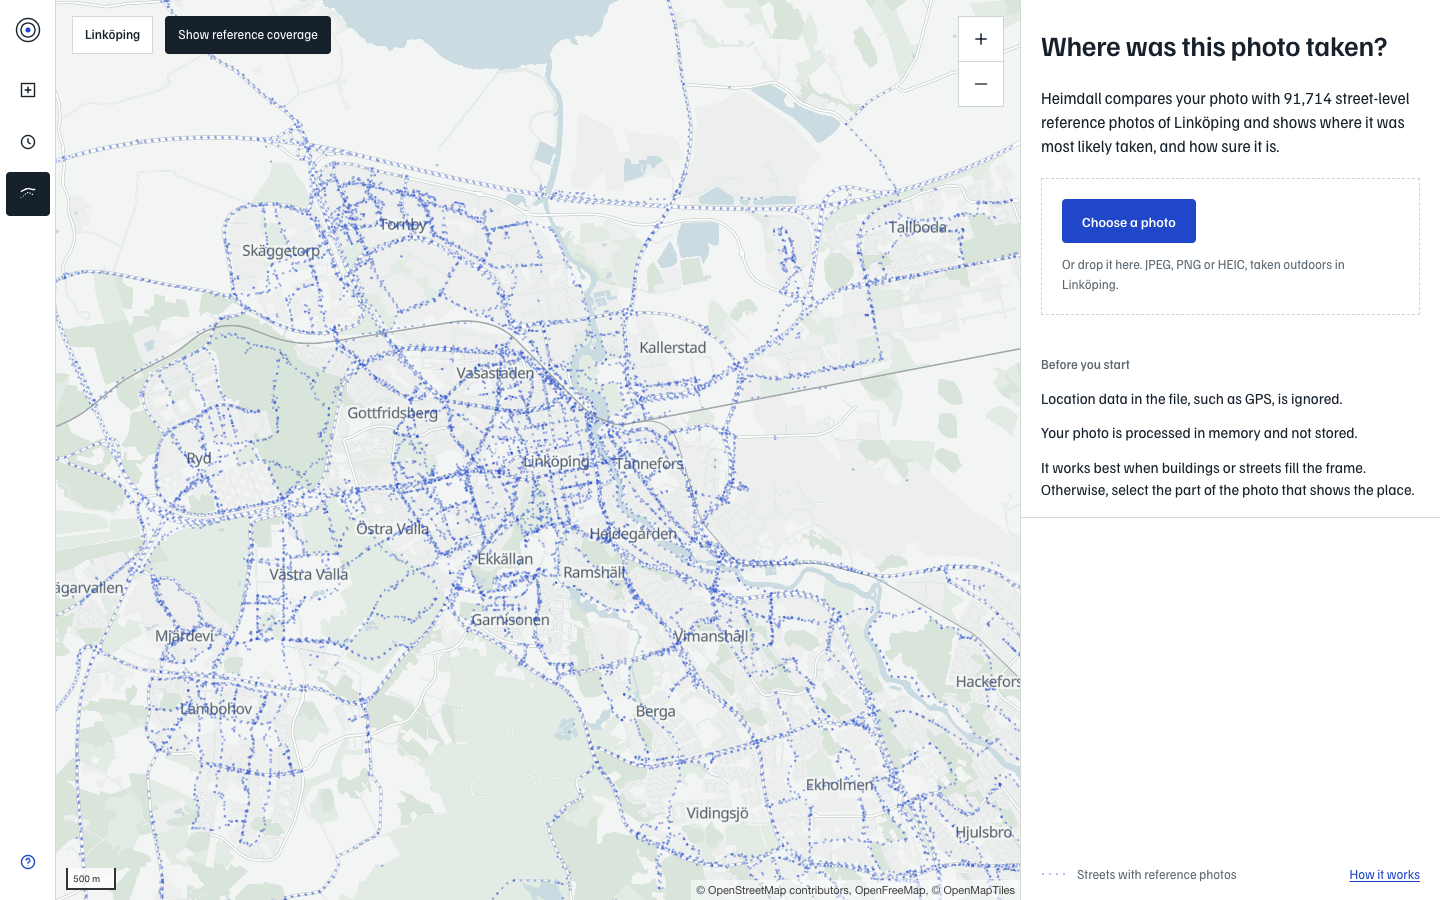 Linköping
Show reference coverage
+
−
Tornby
Skäggetorp
Tallboda
Kallerstad
Vasastaden
Gottfridsberg
Ryd
Linköping
Tannefors
Östra Valla
Hejdegården
Ekkällan
Ramshäll
Västra Valla
ägarvallen
Garnisonen
Mjärdevi
Vimanshäll
Hackefors
Lambohov
Berga
Ekholmen
Vidingsjö
Hjulsbro
500 m
© OpenStreetMap contributors, OpenFreeMap, © OpenMapTiles
Where was this photo taken?
Heimdall compares your photo with 91,714 street-level
reference photos of Linköping and shows where it was
most likely taken, and how sure it is.
Choose a photo
Or drop it here. JPEG, PNG or HEIC, taken outdoors in
Linköping.
Before you start
Location data in the file, such as GPS, is ignored.
Your photo is processed in memory and not stored.
It works best when buildings or streets fill the frame.
Otherwise, select the part of the photo that shows the place.
Streets with reference photos
How it works